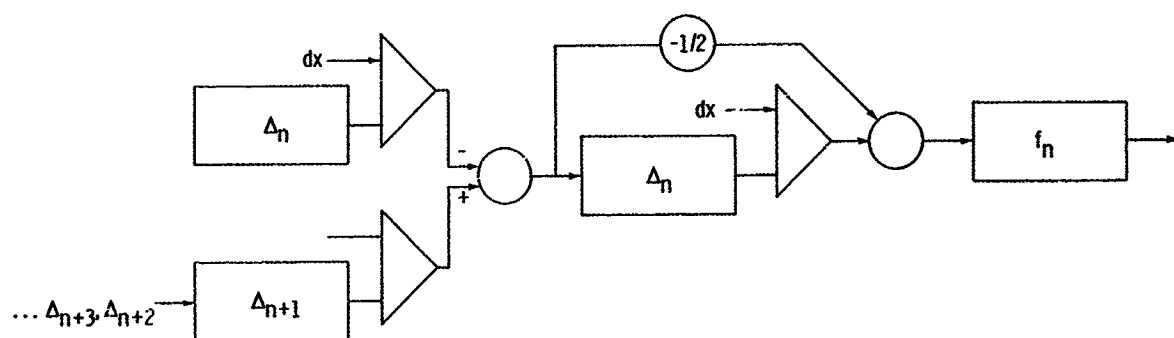 -1/2
dx
Δn
-
+
dx
Δn
fn
... Δn+3, Δn+2
Δn+1